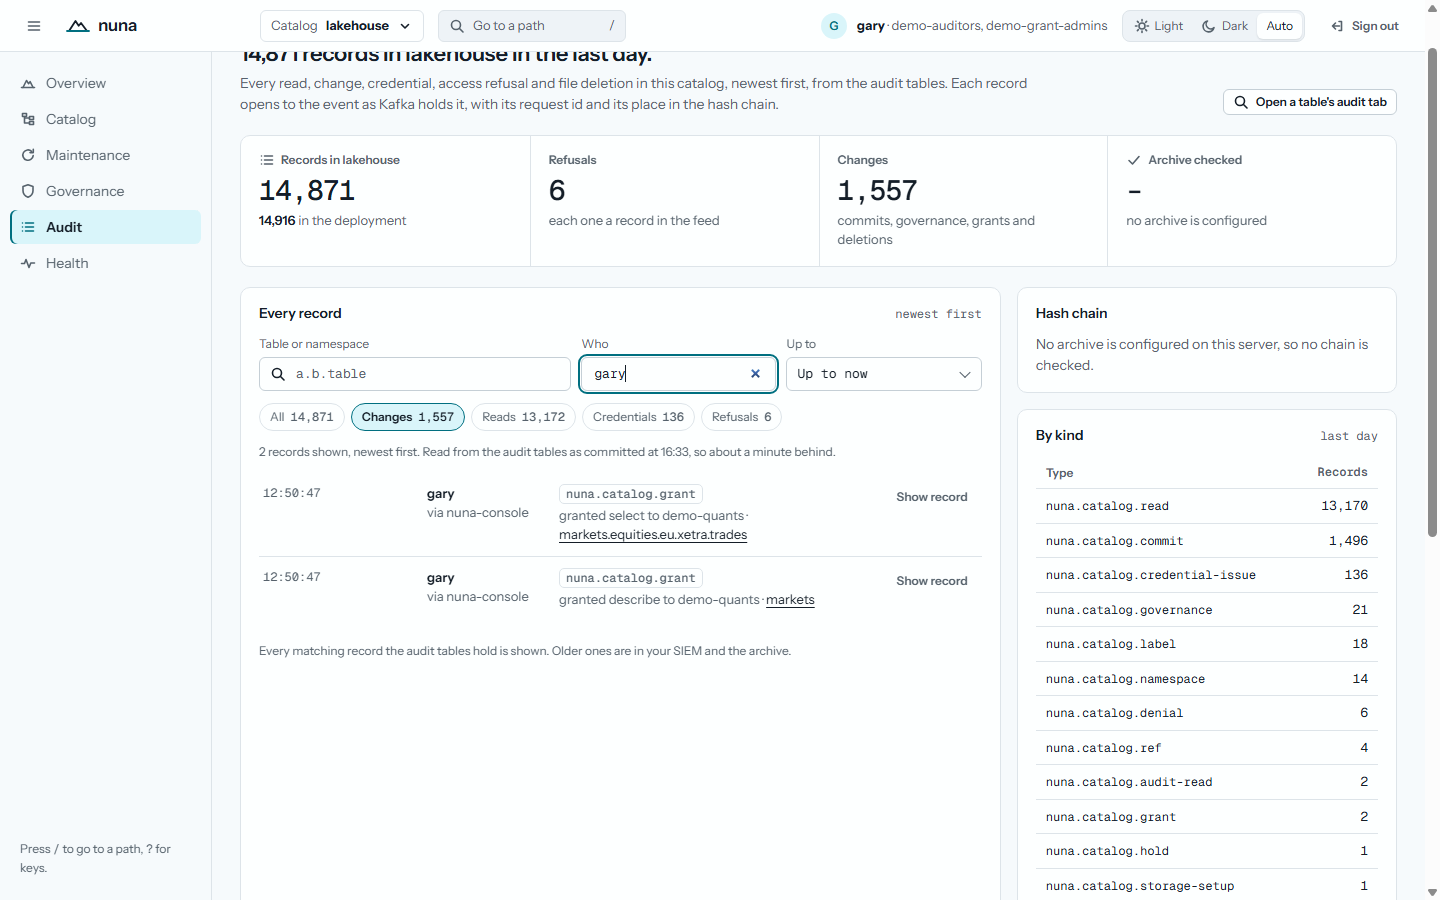 nuna
Catalog lakehouse
Go to a path /
G
gary · demo-auditors, demo-grant-admins
Light
Dark
Auto
Sign out
Overview
Catalog
Maintenance
Governance
Audit
Health
Press / to go to a path, ? for
keys.
14,871 records in lakehouse in the last day.
Every read, change, credential, access refusal and file deletion in this catalog, newest first, from the audit tables. Each record
opens to the event as Kafka holds it, with its request id and its place in the hash chain.
Open a table's audit tab
Records in lakehouse
14,871
14,916 in the deployment
Refusals
6
each one a record in the feed
Changes
1,557
commits, governance, grants and
deletions
Archive checked
–
no archive is configured
Every record
newest first
Table or namespace
a.b.table
Who
gary
Up to
Up to now
All 14,871
Changes 1,557
Reads 13,172
Credentials 136
Refusals 6
2 records shown, newest first. Read from the audit tables as committed at 16:33, so about a minute behind.
12:50:47
gary
via nuna-console
nuna.catalog.grant
granted select to demo-quants ·
markets.equities.eu.xetra.trades
Show record
12:50:47
gary
via nuna-console
nuna.catalog.grant
granted describe to demo-quants · markets
Show record
Every matching record the audit tables hold is shown. Older ones are in your SIEM and the archive.
Hash chain
No archive is configured on this server, so no chain is
checked.
By kind
last day
Type Records
nuna.catalog.read 13,170
nuna.catalog.commit 1,496
nuna.catalog.credential-issue 136
nuna.catalog.governance 21
nuna.catalog.label 18
nuna.catalog.namespace 14
nuna.catalog.denial 6
nuna.catalog.ref 4
nuna.catalog.audit-read 2
nuna.catalog.grant 2
nuna.catalog.hold 1
nuna.catalog.storage-setup 1